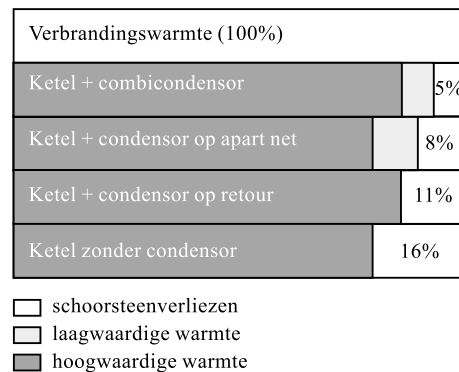 Verbrandingswarmte (100%)
Ketel + combicondensor 5%
Ketel + condensor op apart net 8%
Ketel + condensor op retour 11%
Ketel zonder condensor 16%
schoorsteenverliezen
laagwaardige warmte
hoogwaardige warmte